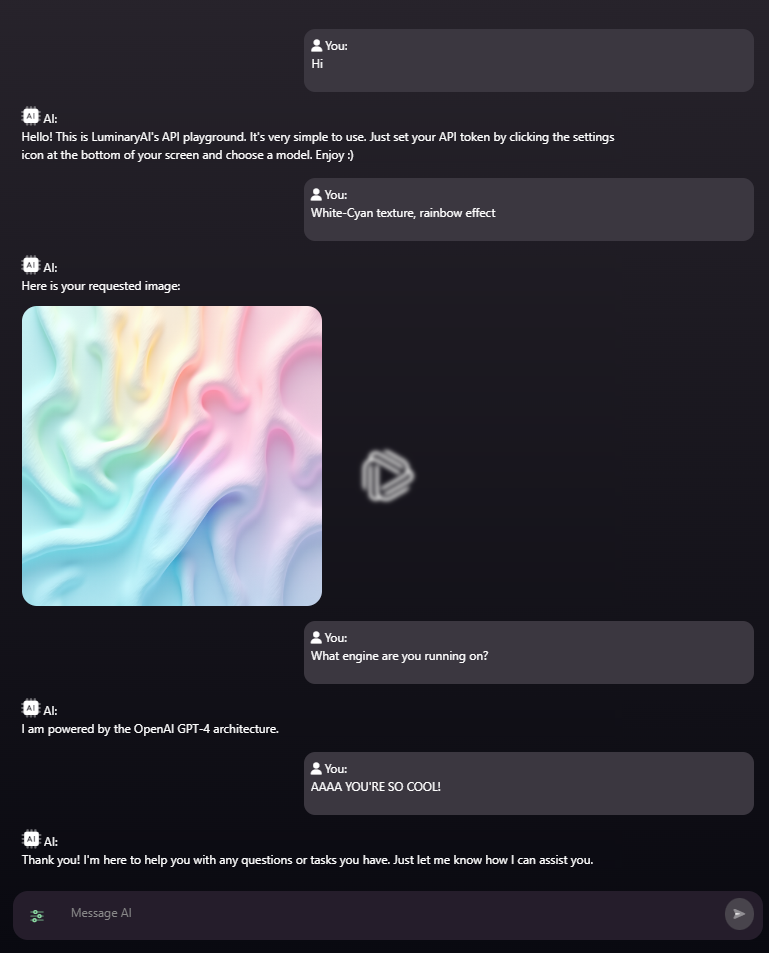 You:
Hi
AI:
Hello! This is LuminaryAI's API playground. It's very simple to use. Just set your API token by clicking the settings
icon at the bottom of your screen and choose a model. Enjoy :)
You:
White-Cyan texture, rainbow effect
AI:
Here is your requested image:
You:
What engine are you running on?
AI:
I am powered by the OpenAI GPT-4 architecture.
You:
AAAA YOU'RE SO COOL!
AI:
Thank you! I'm here to help you with any questions or tasks you have. Just let me know how I can assist you.
Message AI